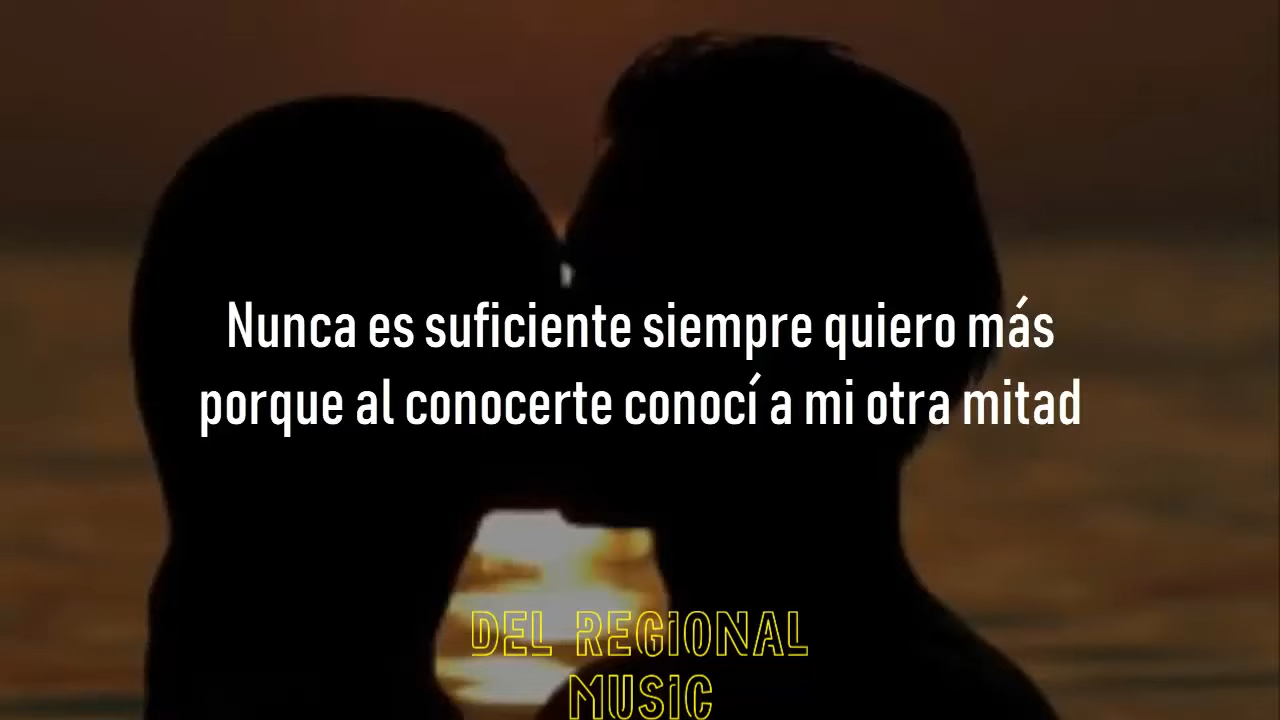 Nunca es suficiente siempre quiero más
porque al conocerte conocí a mi otra mitad
DEL REGIONAL
MUSIC